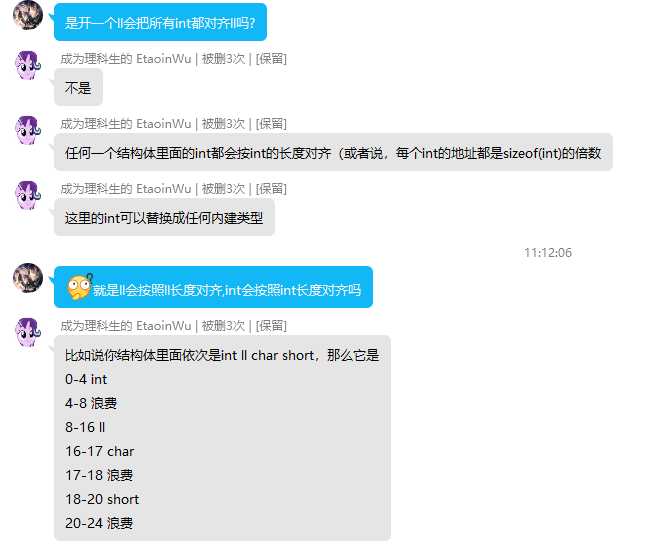 是开一个ll会把所有int都对齐ll吗?
成为理科生的 EtaoinWu | 被删3次 | [保留]
不是
成为理科生的 EtaoinWu | 被删3次 | [保留]
任何一个结构体里面的int都会按int的长度对齐（或者说，每个int的地址都是sizeof(int)的倍数
成为理科生的 EtaoinWu | 被删3次 | [保留]
这里的int可以替换成任何内建类型
11:12:06
就是ll会按照ll长度对齐,int会按照int长度对齐吗
成为理科生的 EtaoinWu | 被删3次 | [保留]
比如说你结构体里面依次是int ll char short，那么它是
0-4 int
4-8 浪费
8-16 ll
16-17 char
17-18 浪费
18-20 short
20-24 浪费